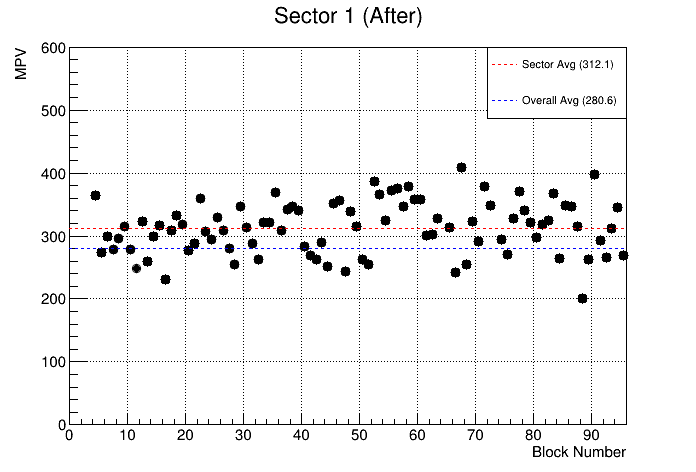 Sector 1 (After)
MPV
600
Sector Avg (312.1)
Overall Avg (280.6)
500
400
300
200
100
0
0 10 20 30 40 50 60 70 80 90
Block Number